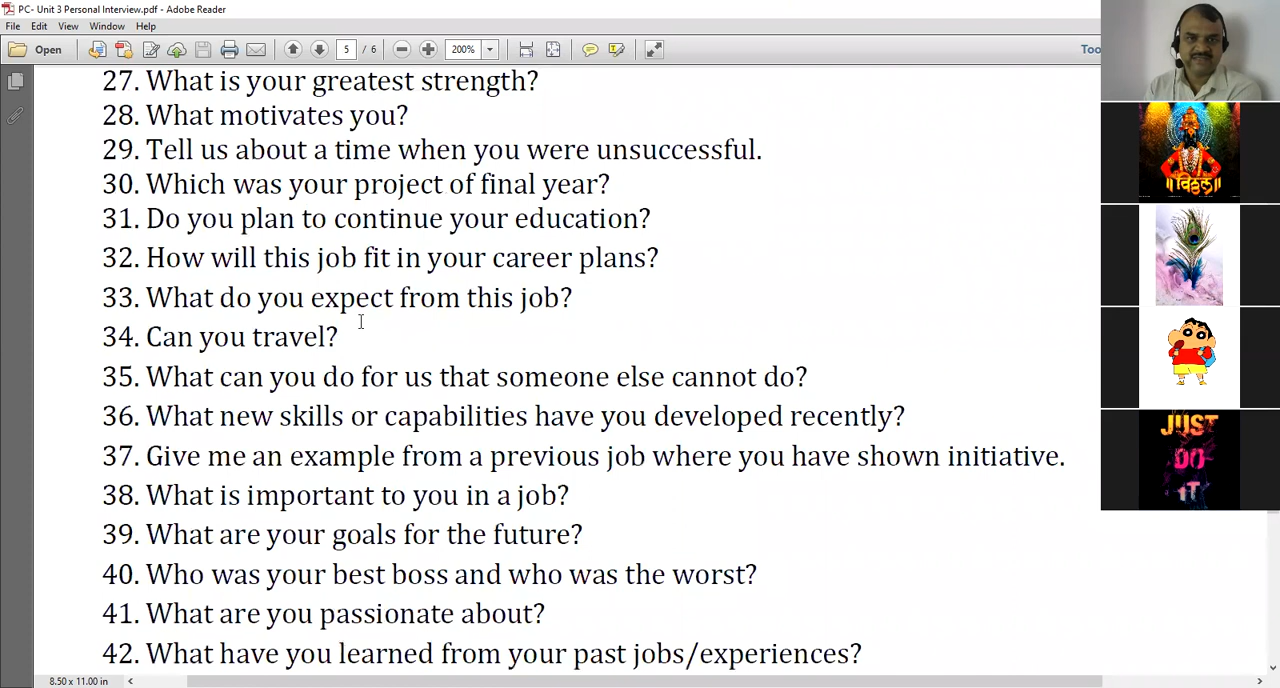 PC- Unit 3 Personal Interview.pdf - Adobe Reader
File Edit View Window Help
Open 5 / 6 200% Too
27. What is your greatest strength?
28. What motivates you?
29. Tell us about a time when you were unsuccessful.
30. Which was your project of final year?
31. Do you plan to continue your education?
32. How will this job fit in your career plans?
33. What do you expect from this job?
34. Can you travel?
35. What can you do for us that someone else cannot do?
36. What new skills or capabilities have you developed recently?
37. Give me an example from a previous job where you have shown initiative.
38. What is important to you in a job?
39. What are your goals for the future?
40. Who was your best boss and who was the worst?
41. What are you passionate about?
42. What have you learned from your past jobs/experiences?
8.50 x 11.00 in
॥ विठ्ठल ॥
JUST
DO
iT